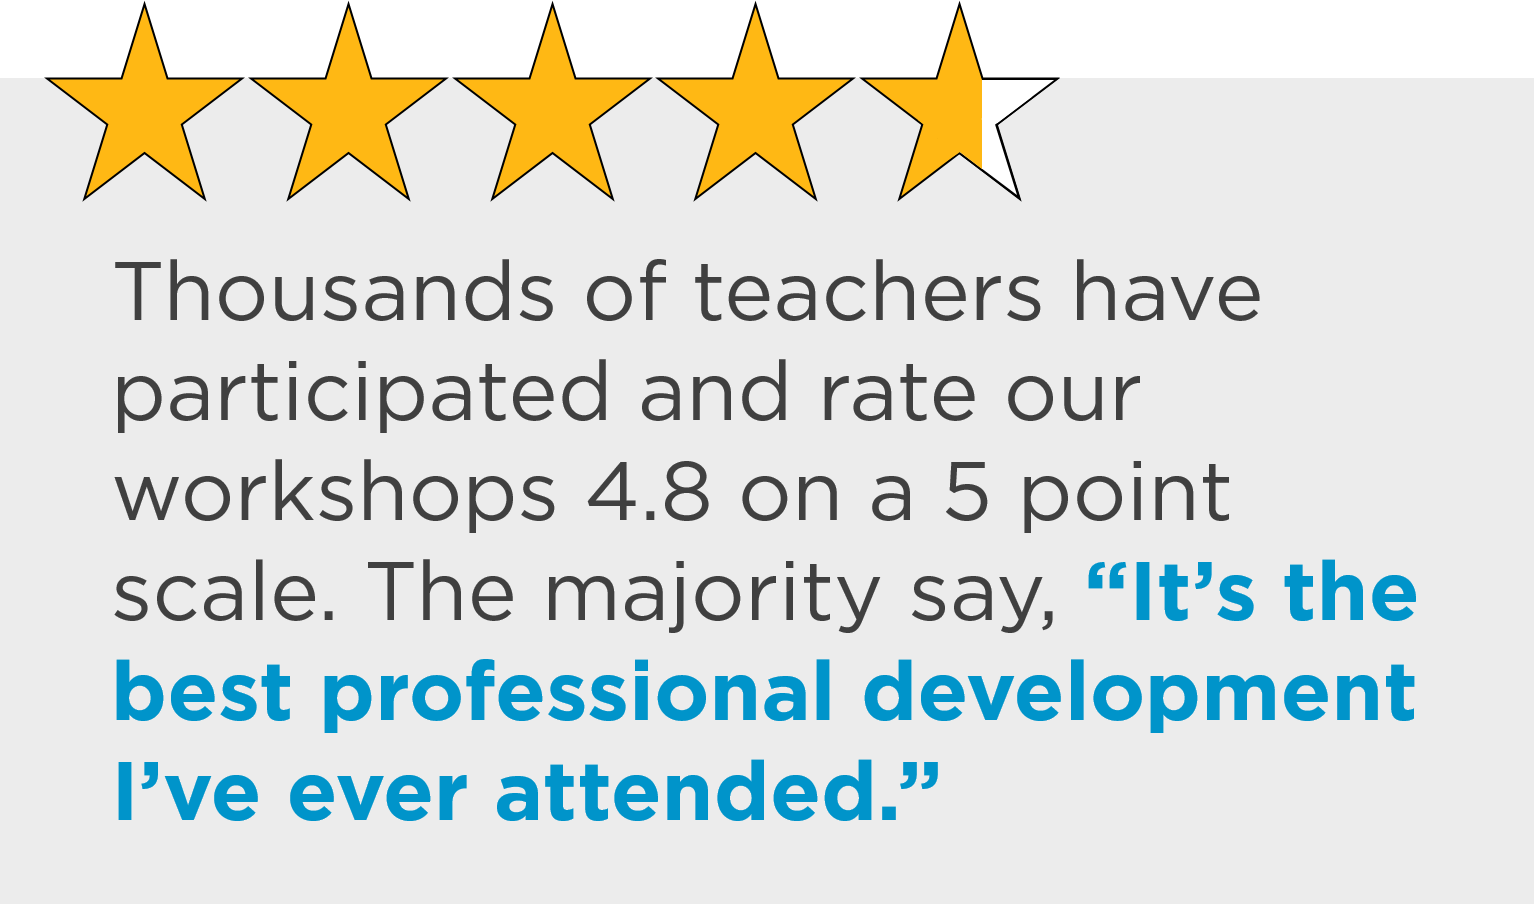 Thousands of teachers have
participated and rate our
workshops 4.8 on a 5 point
scale. The majority say, “It’s the
best professional development
I’ve ever attended.”